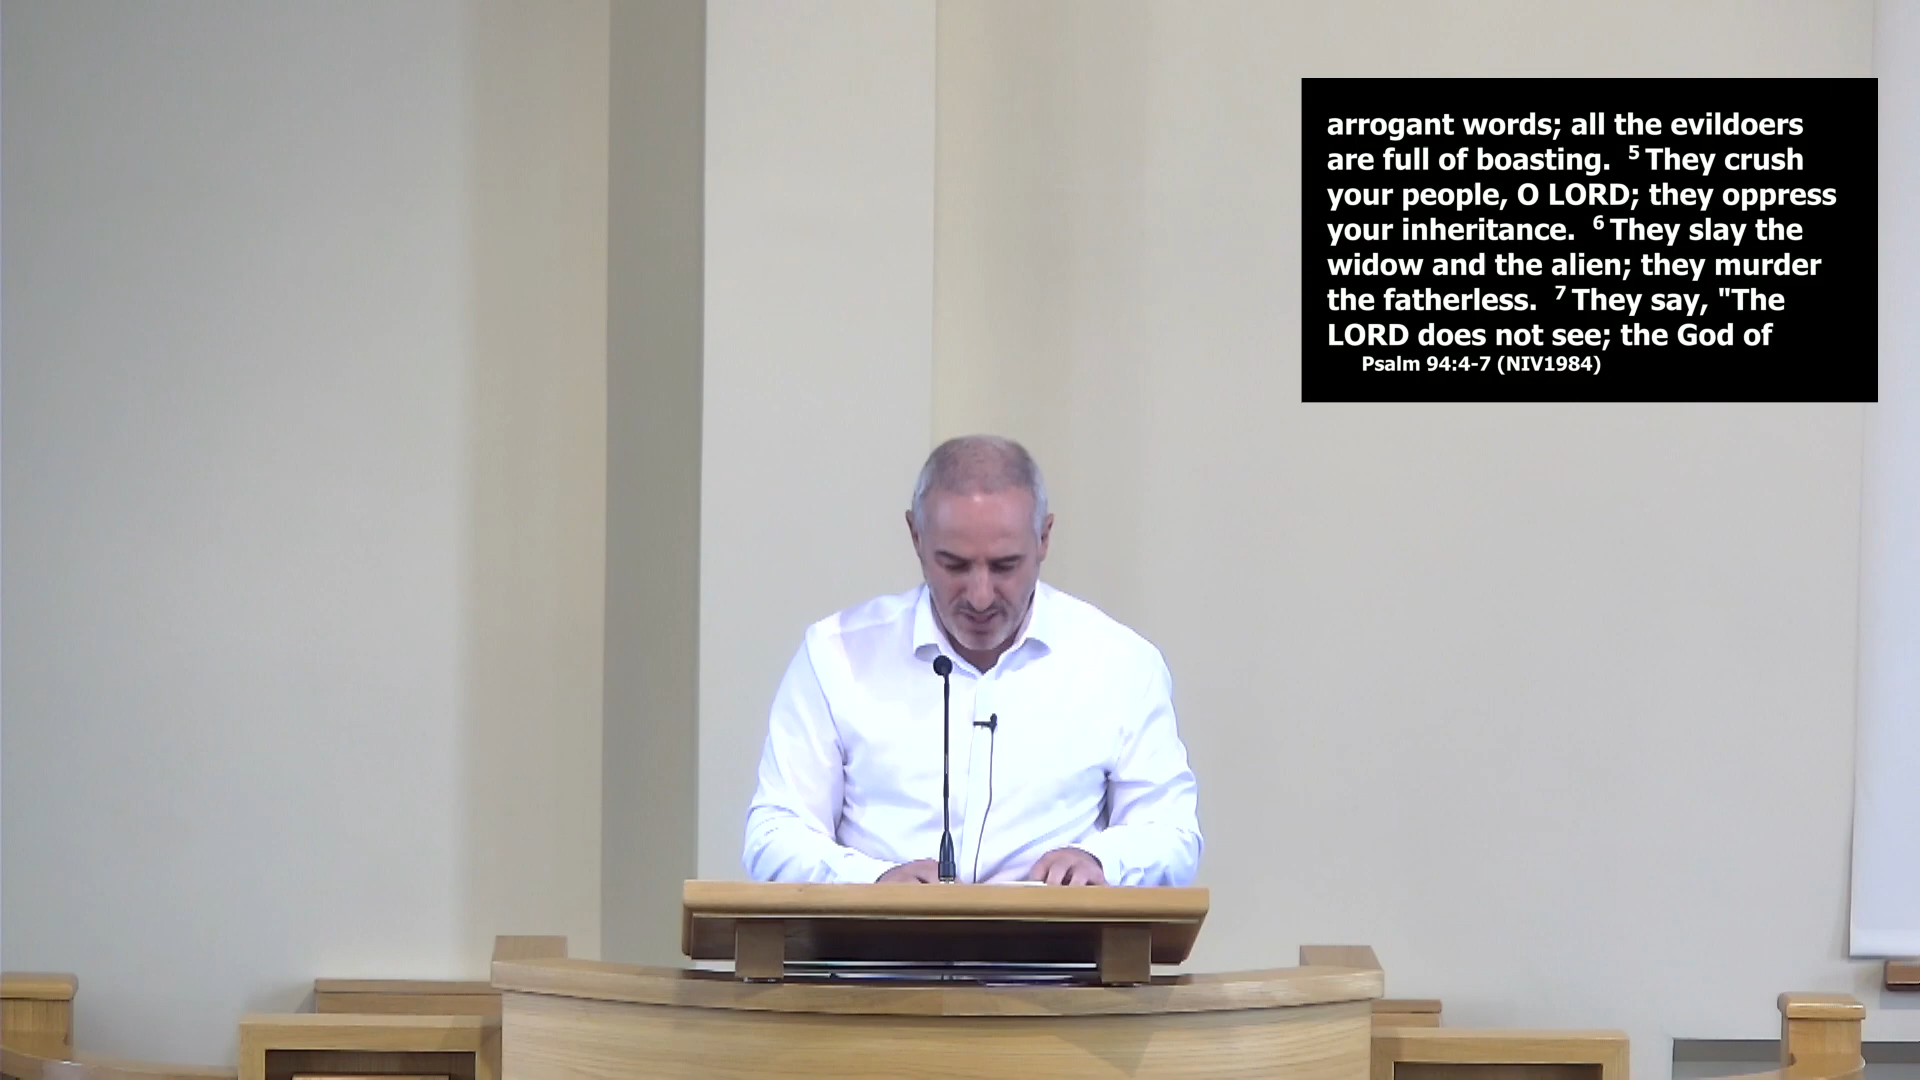 arrogant words; all the evildoers
are full of boasting. 5 They crush
your people, O LORD; they oppress
your inheritance. 6 They slay the
widow and the alien; they murder
the fatherless. 7 They say, "The
LORD does not see; the God of
Psalm 94:4-7 (NIV1984)